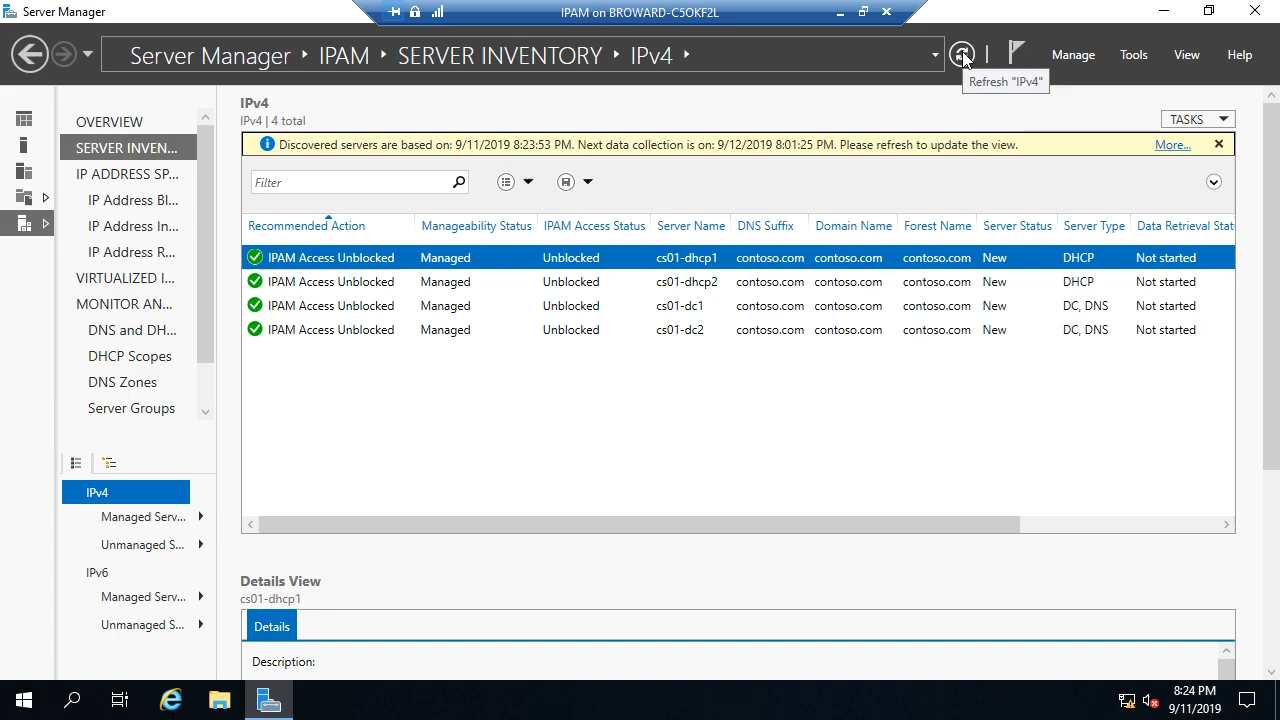 Server Manager
IPAM on BROWARD-C5OKF2L
Server Manager IPAM SERVER INVENTORY IPv4
Manage Tools View Help
Refresh "IPv4"
OVERVIEW
SERVER INVEN...
IP ADDRESS SP...
IP Address Bl...
IP Address In...
IP Address R...
VIRTUALIZED I...
MONITOR AN...
DNS and DH...
DHCP Scopes
DNS Zones
Server Groups
IPv4
Managed Serv...
Unmanaged S...
IPv6
Managed Serv...
Unmanaged S...
IPv4
IPv4 | 4 total
TASKS
Discovered servers are based on: 9/11/2019 8:23:53 PM. Next data collection is on: 9/12/2019 8:01:25 PM. Please refresh to update the view. More...
Filter
Recommended Action Manageability Status IPAM Access Status Server Name DNS Suffix Domain Name Forest Name Server Status Server Type Data Retrieval Stat
IPAM Access Unblocked Managed Unblocked cs01-dhcp1 contoso.com contoso.com contoso.com New DHCP Not started
IPAM Access Unblocked Managed Unblocked cs01-dhcp2 contoso.com contoso.com contoso.com New DHCP Not started
IPAM Access Unblocked Managed Unblocked cs01-dc1 contoso.com contoso.com contoso.com New DC, DNS Not started
IPAM Access Unblocked Managed Unblocked cs01-dc2 contoso.com contoso.com contoso.com New DC, DNS Not started
Details View
cs01-dhcp1
Details
Description:
8:24 PM
9/11/2019